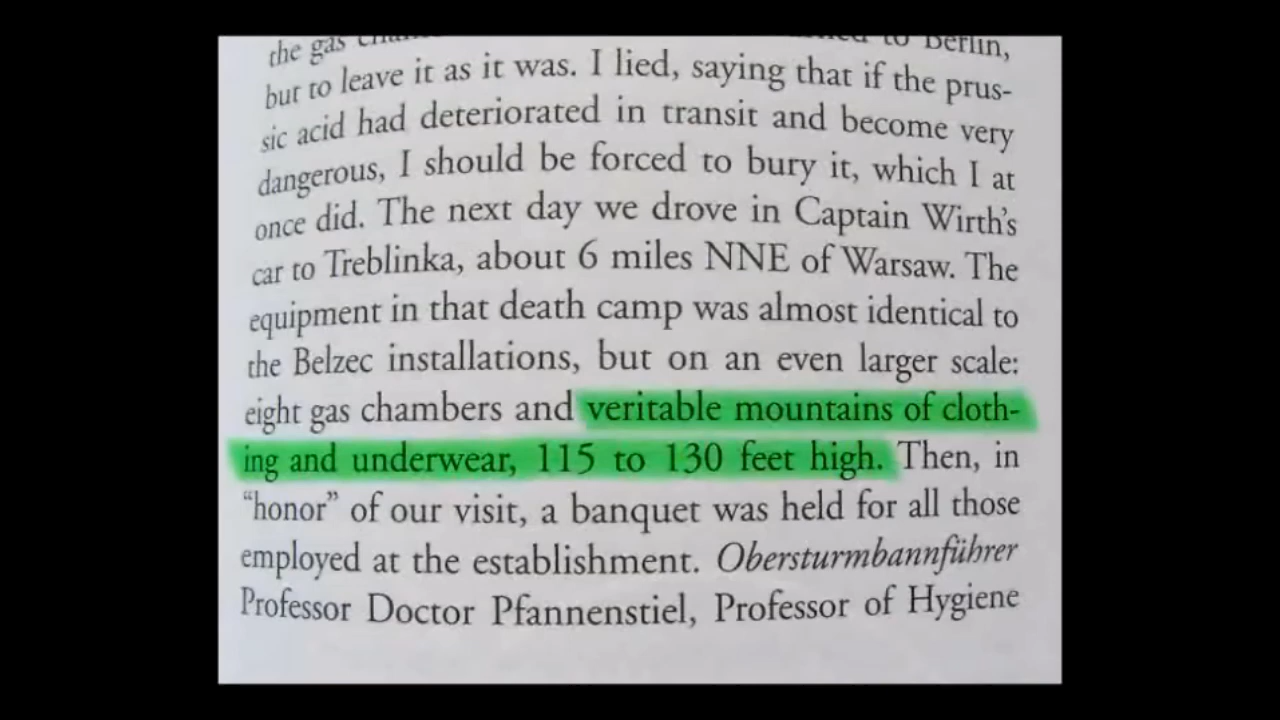 the gas to Berlin,
but to leave it as it was. I lied, saying that if the prus-
sic acid had deteriorated in transit and become very
dangerous, I should be forced to bury it, which I at
once did. The next day we drove in Captain Wirth's
car to Treblinka, about 6 miles NNE of Warsaw. The
equipment in that death camp was almost identical to
the Belzec installations, but on an even larger scale:
eight gas chambers and veritable mountains of cloth-
ing and underwear, 115 to 130 feet high. Then, in
“honor” of our visit, a banquet was held for all those
employed at the establishment. Obersturmbannführer
Professor Doctor Pfannenstiel, Professor of Hygiene